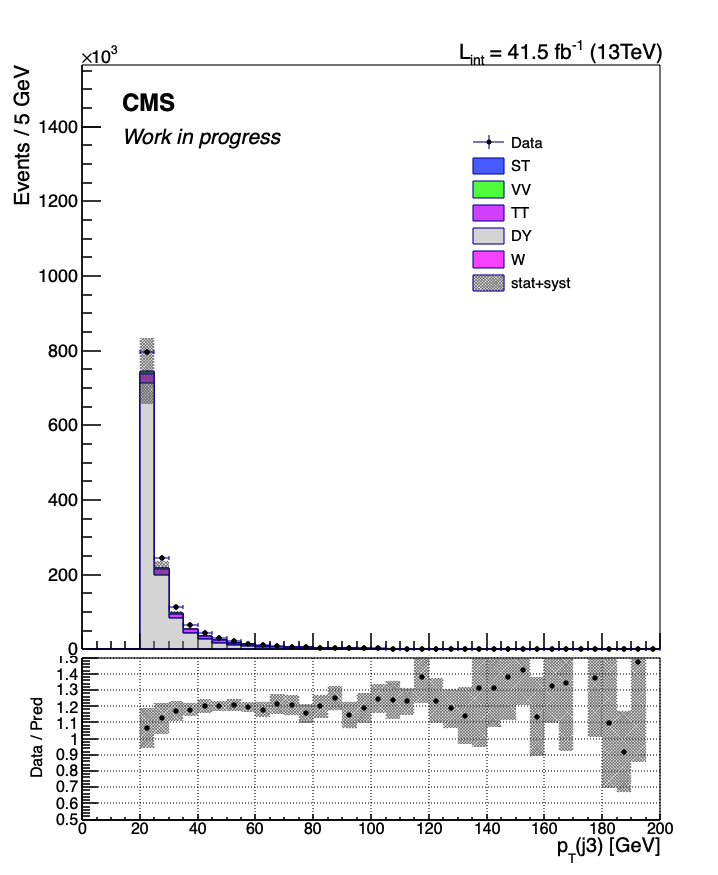 ×10³
L_int = 41.5 fb⁻¹ (13TeV)
Events / 5 GeV
CMS
Work in progress
Data
ST
VV
TT
DY
W
stat+syst
1400
1200
1000
800
600
400
200
0
Data / Pred
1.5
1.4
1.3
1.2
1.1
1
0.9
0.8
0.7
0.6
0.5
0 20 40 60 80 100 120 140 160 180 200
p_T(j3) [GeV]